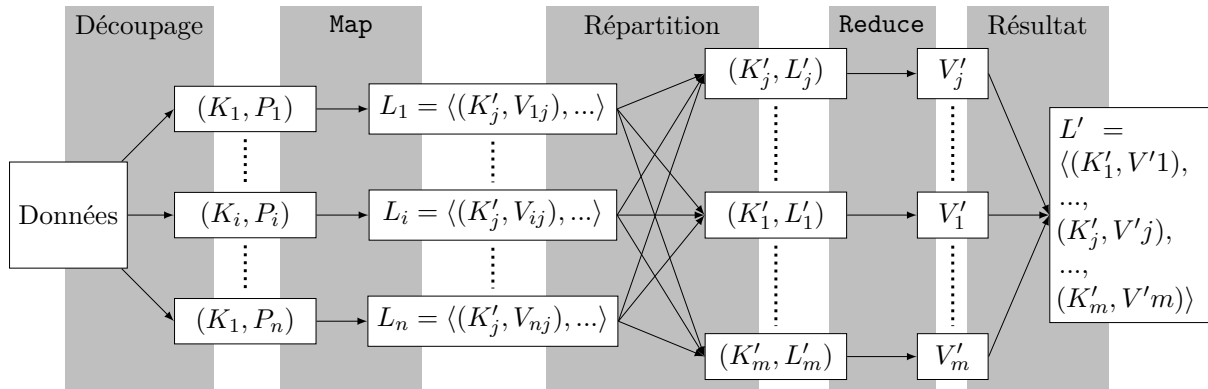 Découpage
Map
Répartition
Reduce
Résultat
Données
(K₁, P₁)
(Kᵢ, Pᵢ)
(K₁, Pₙ)
L₁ = ⟨(K′ⱼ, V₁ⱼ), ...⟩
Lᵢ = ⟨(K′ⱼ, Vᵢⱼ), ...⟩
Lₙ = ⟨(K′ⱼ, Vₙⱼ), ...⟩
(K′ⱼ, L′ⱼ)
(K′₁, L′₁)
(K′ₘ, L′ₘ)
V′ⱼ
V′₁
V′ₘ
L′ =
⟨(K′₁, V′1),
...,
(K′ⱼ, V′j),
...,
(K′ₘ, V′m)⟩